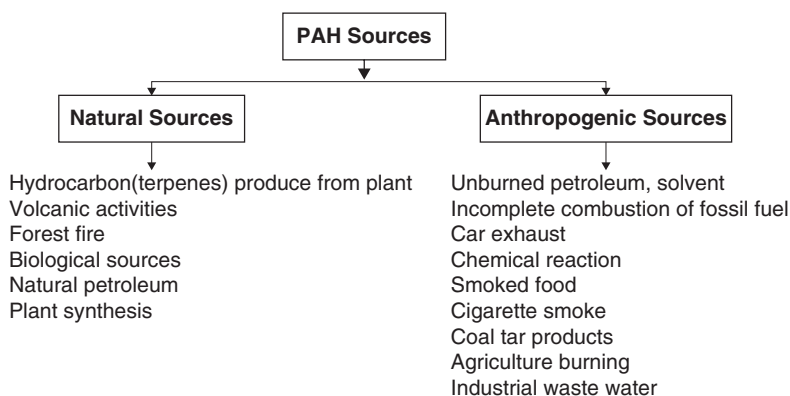 PAH Sources
Natural Sources
Hydrocarbon(terpenes) produce from plant
Volcanic activities
Forest fire
Biological sources
Natural petroleum
Plant synthesis
Anthropogenic Sources
Unburned petroleum, solvent
Incomplete combustion of fossil fuel
Car exhaust
Chemical reaction
Smoked food
Cigarette smoke
Coal tar products
Agriculture burning
Industrial waste water